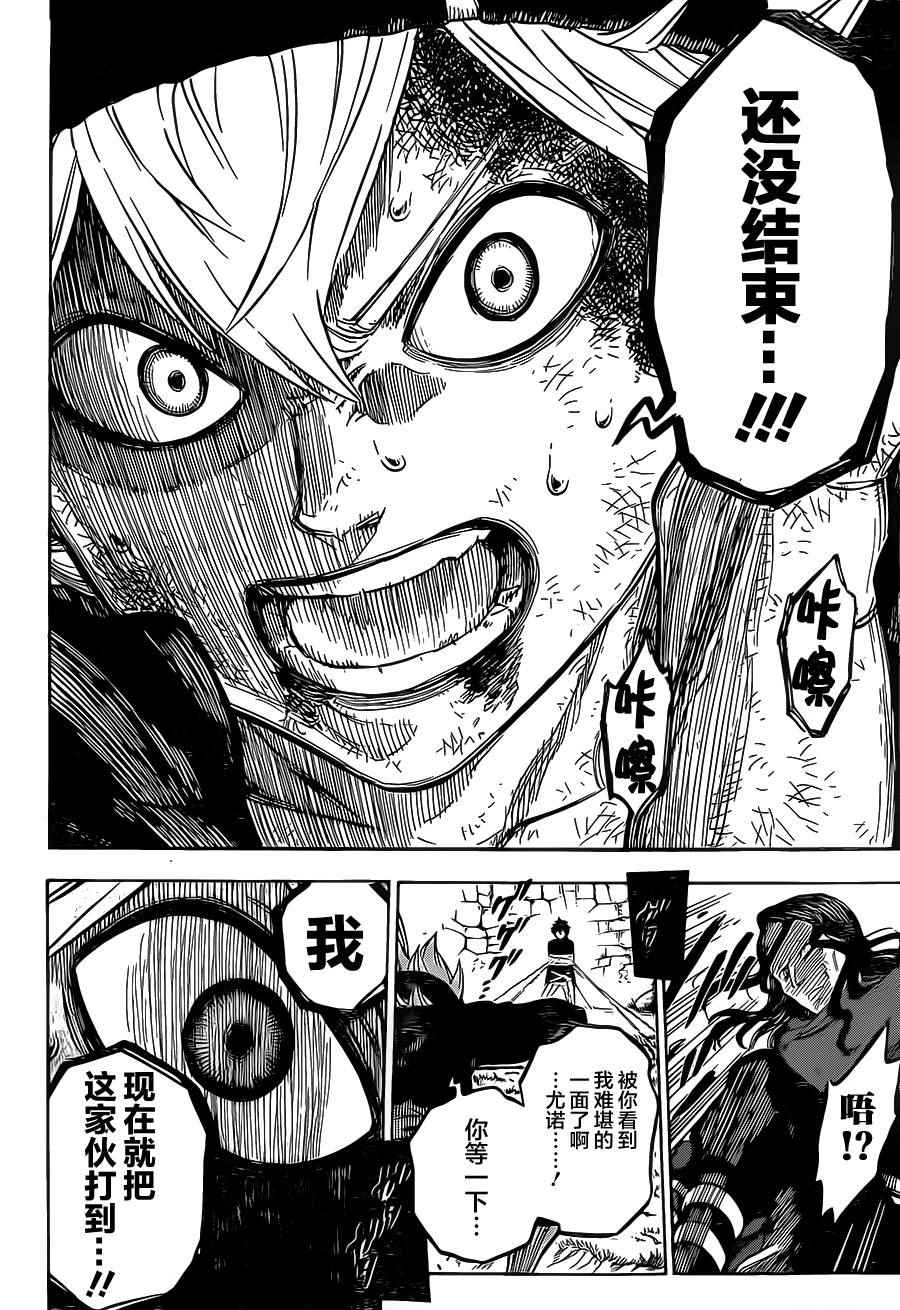 还没结束…!!!
咔嚓
咔嚓
唔!?
被你看到
我难堪的
一面了啊
…尤诺…!
你等一下…
我
现在就把
这家伙打到…!!